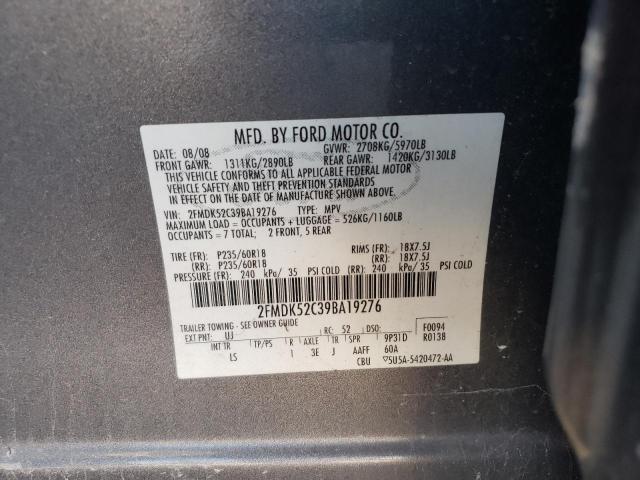 MFD. BY FORD MOTOR CO.
DATE: 08/08 GVWR: 2708KG/5970LB
FRONT GAWR: 1311KG/2890LB REAR GAWR: 1420KG/3130LB
THIS VEHICLE CONFORMS TO ALL APPLICABLE FEDERAL MOTOR
VEHICLE SAFETY AND THEFT PREVENTION STANDARDS
IN EFFECT ON THE DATE OF MANUFACTURE SHOWN ABOVE.
VIN: 2FMDK52C39BA19276 TYPE: MPV
MAXIMUM LOAD = OCCUPANTS + LUGGAGE = 526KG/1160LB
OCCUPANTS = 7 TOTAL; 2 FRONT, 5 REAR
TIRE (FR): P235/60R18 RIMS (FR): 18X7.5J
(RR): P235/60R18 (RR): 18X7.5J
PRESSURE (FR): 240 kPa/ 35 PSI COLD (RR): 240 kPa/ 35 PSI COLD
2FMDK52C39BA19276
TRAILER TOWING - SEE OWNER GUIDE F0094
EXT PNT: UJ RC: 52 DSO: R0138
INT TR TP/PS R AXLE TR SPR 9P31D
LS I 3E J AAFF 60A
CBU 5U5A-5420472-AA